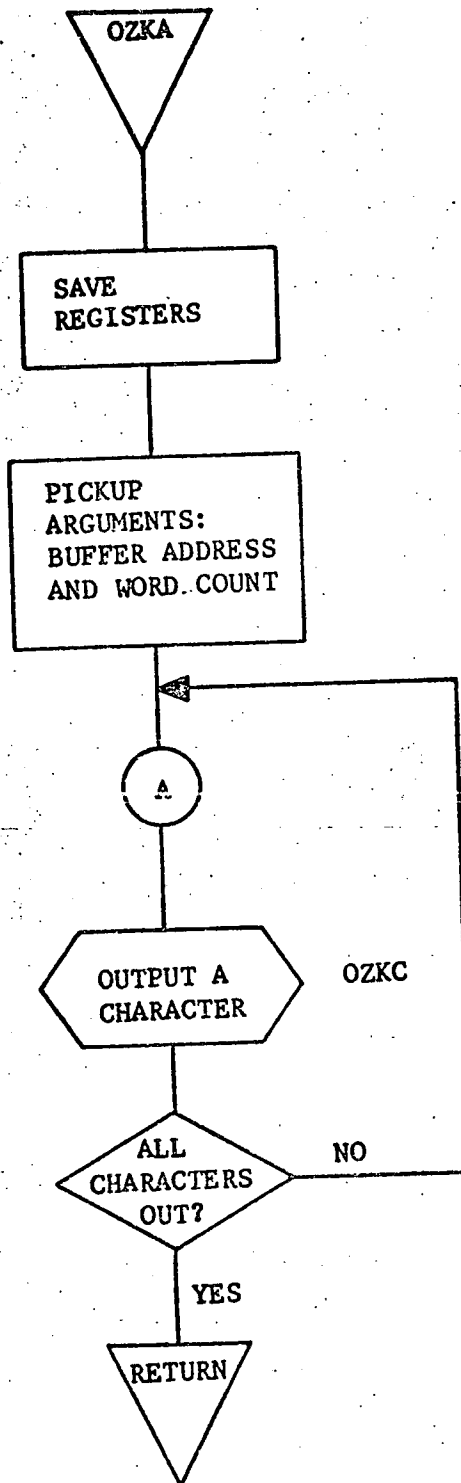 OZKA
SAVE
REGISTERS
PICKUP
ARGUMENTS:
BUFFER ADDRESS
AND WORD COUNT
A
OUTPUT A
CHARACTER
OZKC
ALL
CHARACTERS
OUT?
NO
YES
RETURN